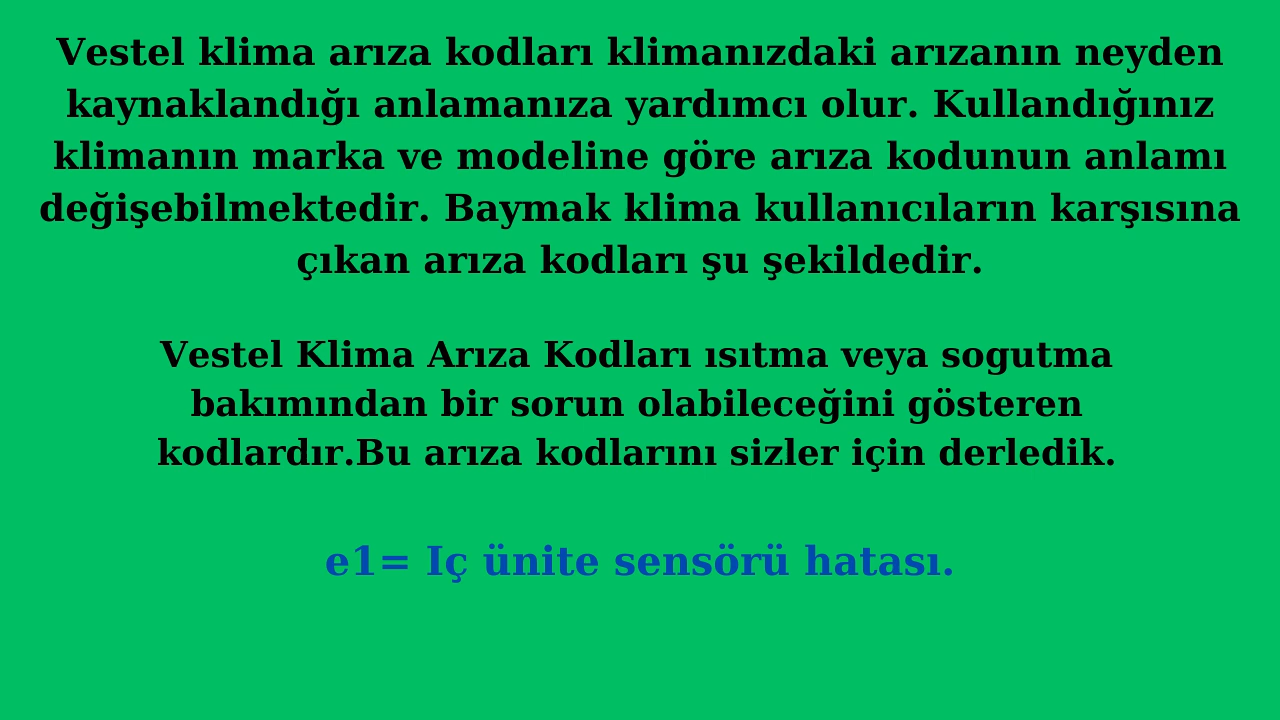 Vestel klima arıza kodları klimanızdaki arızanın neyden
kaynaklandığı anlamanıza yardımcı olur. Kullandığınız
klimanın marka ve modeline göre arıza kodunun anlamı
değişebilmektedir. Baymak klima kullanıcıların karşısına
çıkan arıza kodları şu şekildedir.
Vestel Klima Arıza Kodları ısıtma veya sogutma
bakımından bir sorun olabileceğini gösteren
kodlardır.Bu arıza kodlarını sizler için derledik.
e1= Iç ünite sensörü hatası.